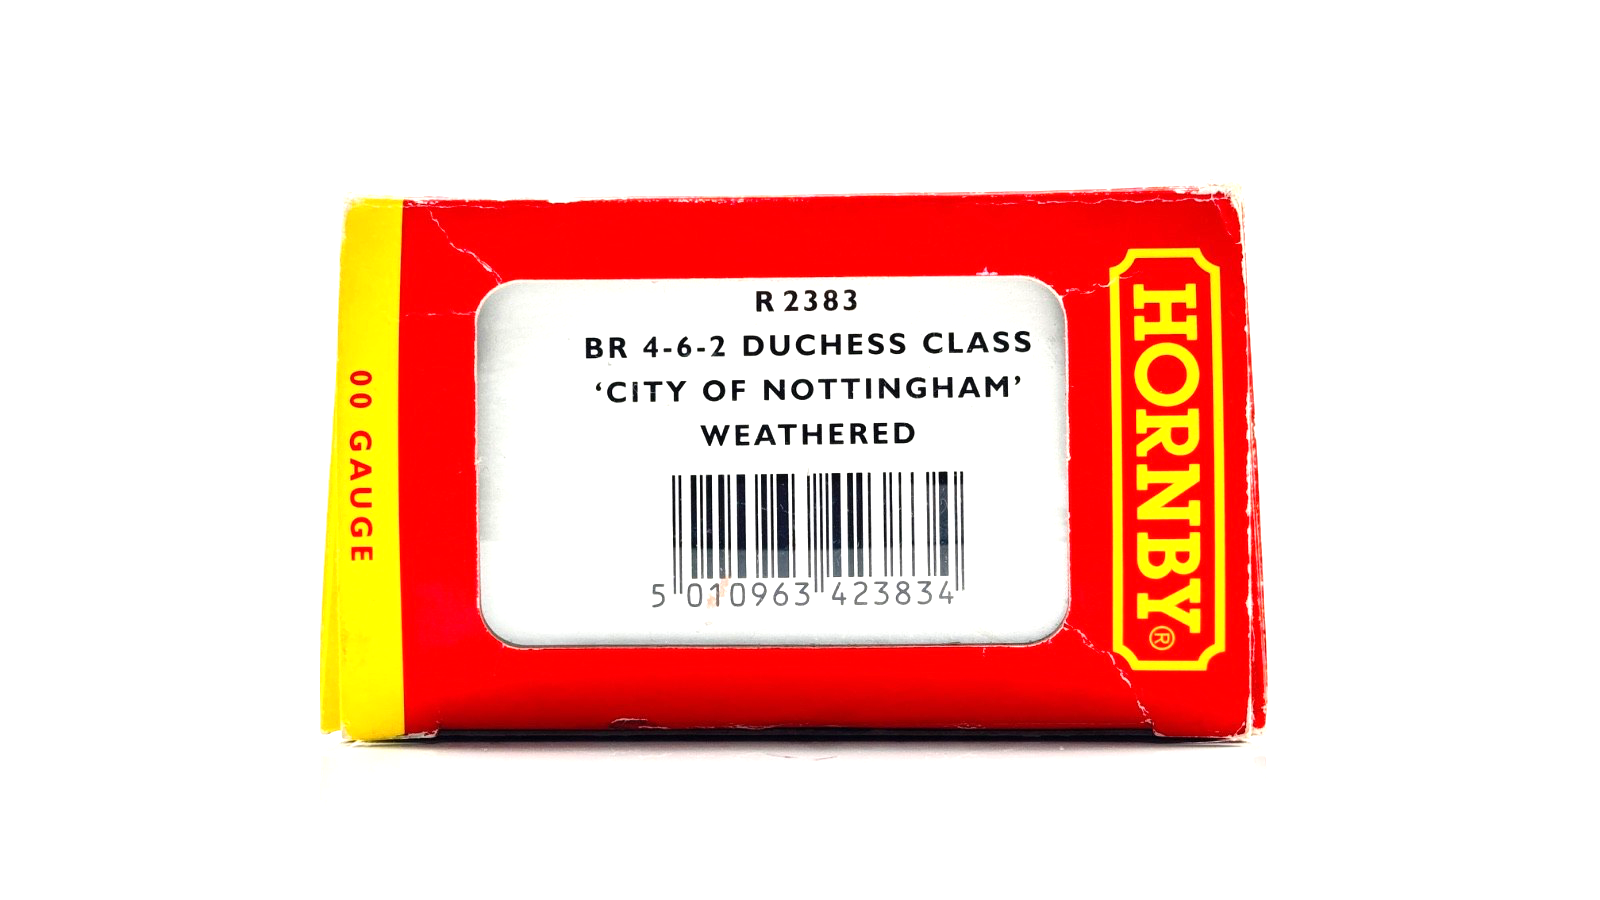 R 2383
BR 4-6-2 DUCHESS CLASS
‘CITY OF NOTTINGHAM’
WEATHERED
5 010963 423834
00 GAUGE
HORNBY®